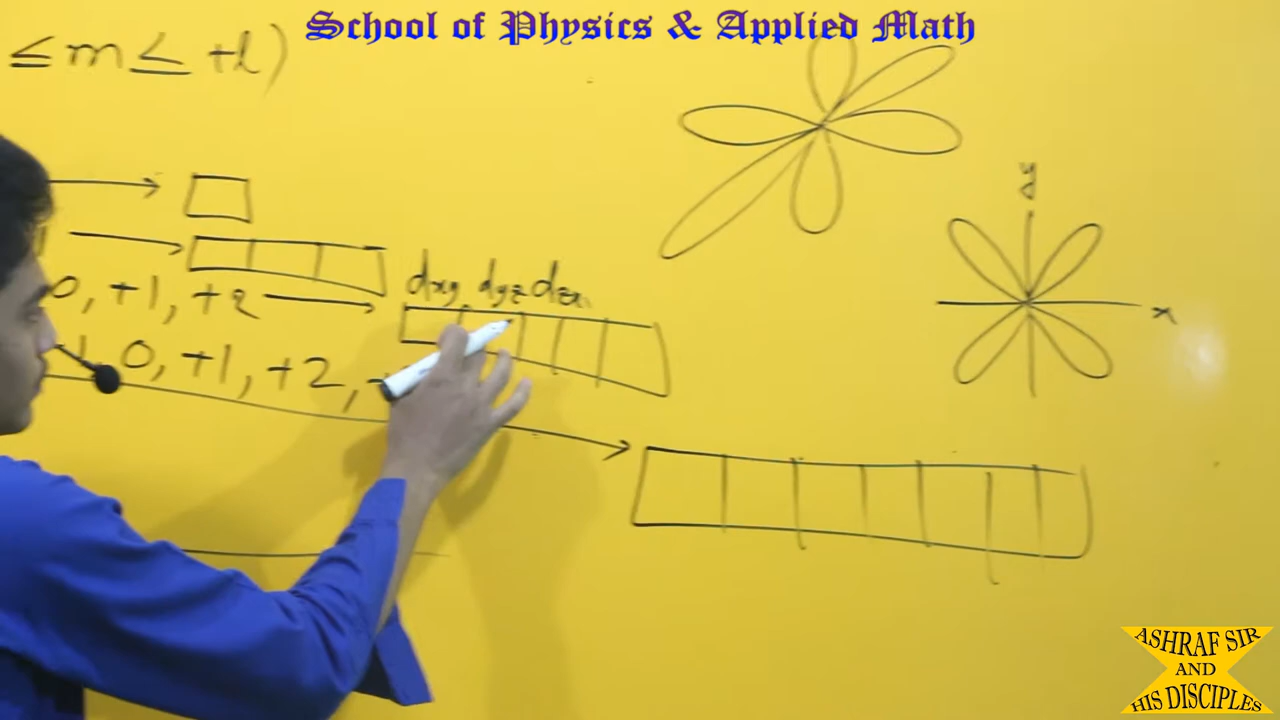 School of Physics & Applied Math
≤ m ≤ +l)
y
dxy dyz dzx
0, +1, +2
x
-1, 0, +1, +2,
ASHRAF SIR
AND
HIS DISCIPLES